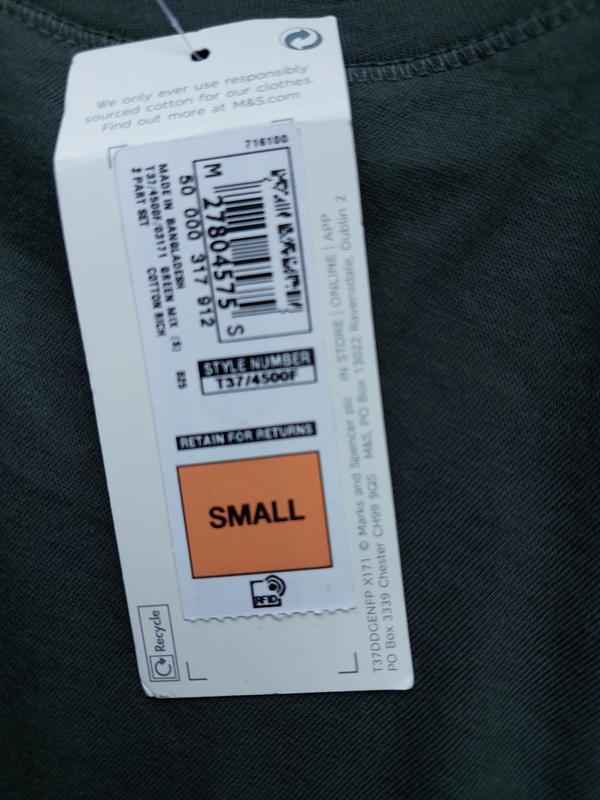 We only ever use responsibly
sourced cotton for our clothes.
Find out more at M&S.com
716100
M 27804575 S
50 000 317 912
MADE IN BANGLADESH
T37/4500F/03171 GREEN MIX (S) S25
2 PART SET COTTON RICH
STYLE NUMBER
T37/4500F
RETAIN FOR RETURNS
SMALL
RFID
Recycle
T37DDGENFP X171 © Marks and Spencer plc IN STORE | ONLINE | APP
PO Box 3339 Chester CH99 9QS M&S, PO Box 13022 Ravensdale, Dublin 2